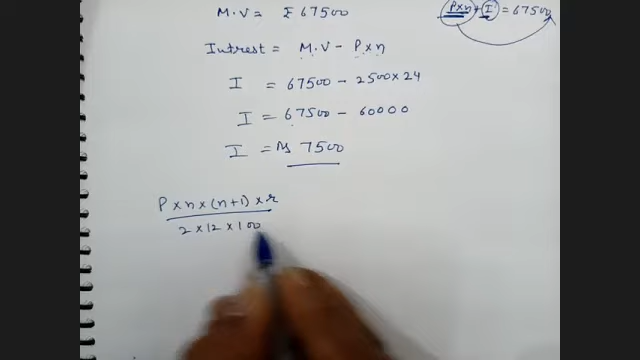 M.V = ₹ 67500
P×n + I = 67500
Intrest = M.V - P×n
I = 67500 - 2500×24
I = 67500 - 60000
I = Rs 7500
P × n × (n+1) × r
2 × 12 × 100